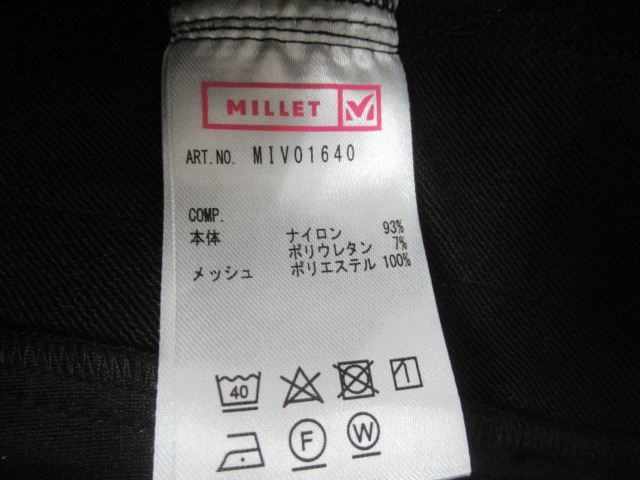 MILLET
ART.NO. MIV01640
COMP.
本体 ナイロン 93%
ポリウレタン 7%
メッシュ ポリエステル 100%
40
F W